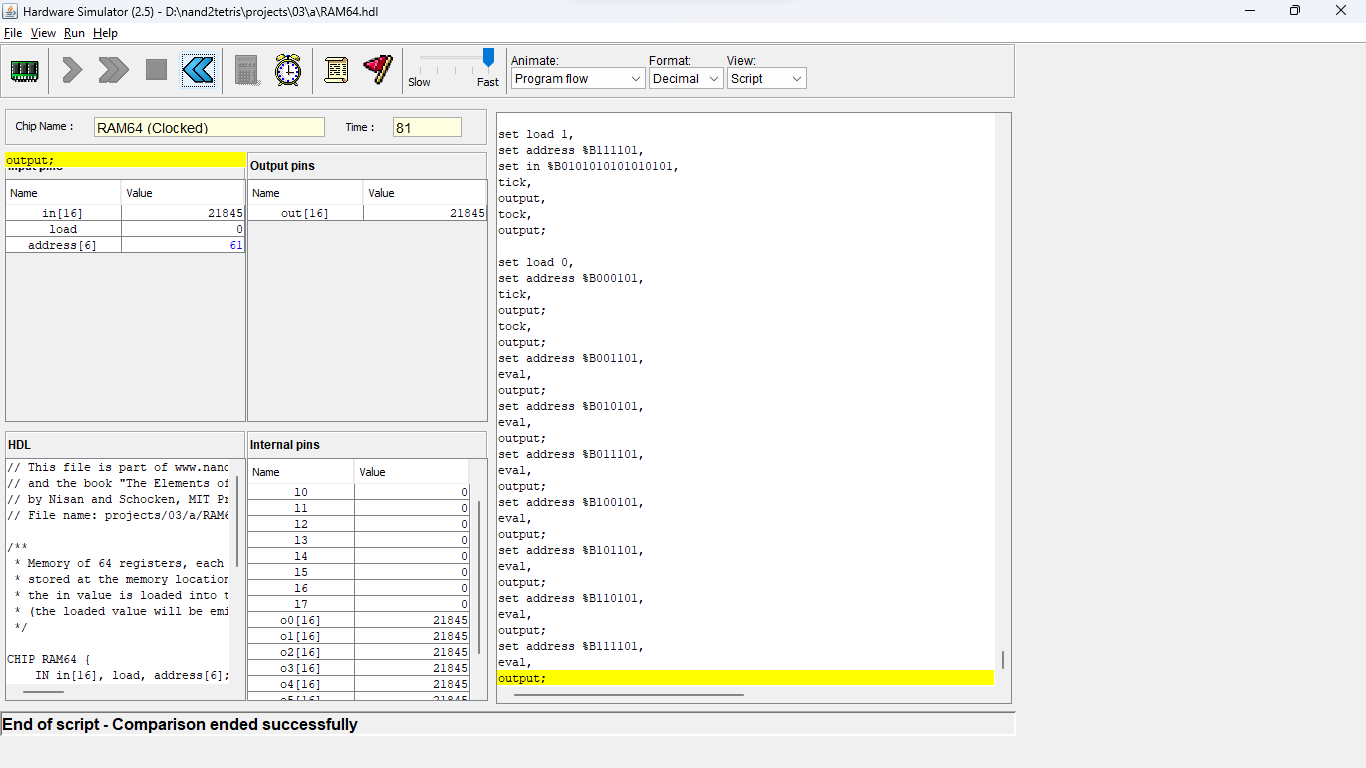 Hardware Simulator (2.5) - D:\nand2tetris\projects\03\a\RAM64.hdl
File View Run Help
Slow Fast
Animate:
Program flow
Format:
Decimal
View:
Script
Chip Name :
RAM64 (Clocked)
Time :
81
output;
Name Value
in[16] 21845
load 0
address[6] 61
Output pins
Name Value
out[16] 21845
HDL
// This file is part of www.nand
// and the book "The Elements of
// by Nisan and Schocken, MIT Pr
// File name: projects/03/a/RAM6
/**
* Memory of 64 registers, each
* stored at the memory location
* the in value is loaded into t
* (the loaded value will be emi
*/
CHIP RAM64 {
IN in[16], load, address[6];
Internal pins
Name Value
l0 0
l1 0
l2 0
l3 0
l4 0
l5 0
l6 0
l7 0
o0[16] 21845
o1[16] 21845
o2[16] 21845
o3[16] 21845
o4[16] 21845
set load 1,
set address %B111101,
set in %B0101010101010101,
tick,
output,
tock,
output;
set load 0,
set address %B000101,
tick,
output;
tock,
output;
set address %B001101,
eval,
output;
set address %B010101,
eval,
output;
set address %B011101,
eval,
output;
set address %B100101,
eval,
output;
set address %B101101,
eval,
output;
set address %B110101,
eval,
output;
set address %B111101,
eval,
output;
End of script - Comparison ended successfully